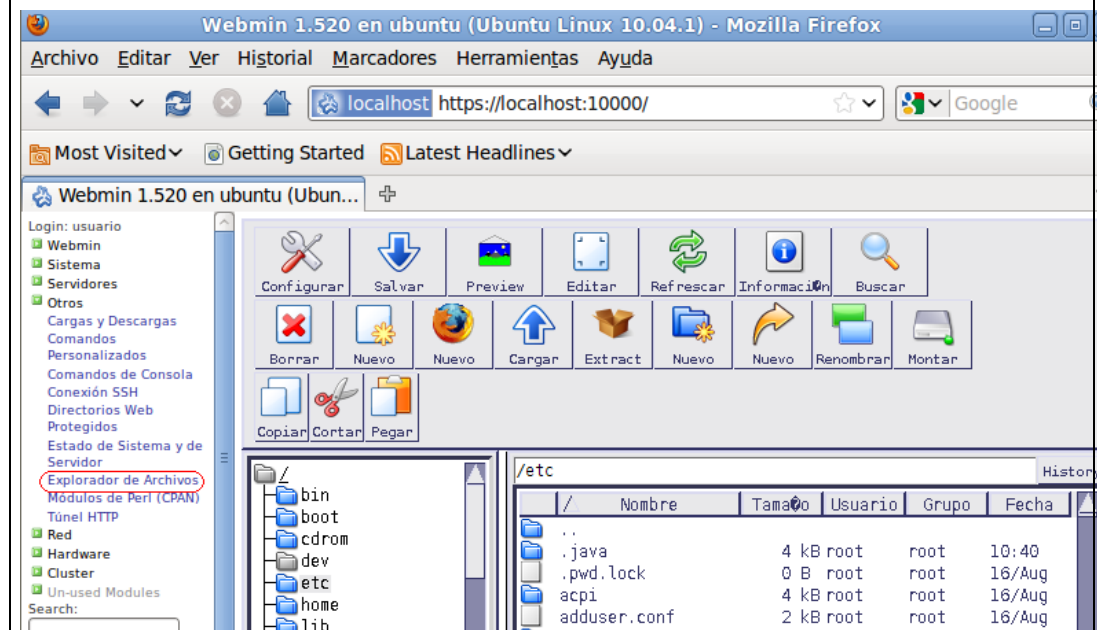 Webmin 1.520 en ubuntu (Ubuntu Linux 10.04.1) - Mozilla Firefox
Archivo Editar Ver Historial Marcadores Herramientas Ayuda
localhost https://localhost:10000/ Google
Most Visited Getting Started Latest Headlines
Webmin 1.520 en ubuntu (Ubun...
Login: usuario
Webmin
Sistema
Servidores
Otros
Cargas y Descargas
Comandos
Personalizados
Comandos de Consola
Conexión SSH
Directorios Web
Protegidos
Estado de Sistema y de
Servidor
Explorador de Archivos
Módulos de Perl (CPAN)
Túnel HTTP
Red
Hardware
Cluster
Un-used Modules
Search:
Configurar Salvar Preview Editar Refrescar Informaci�n Buscar
Borrar Nuevo Nuevo Cargar Extract Nuevo Nuevo Renombrar Montar
Copiar Cortar Pegar
/
bin
boot
cdrom
dev
etc
home
lib
/etc History
/ Nombre Tama�o Usuario Grupo Fecha
..
.java 4 kB root root 10:40
.pwd.lock 0 B root root 16/Aug
acpi 4 kB root root 16/Aug
adduser.conf 2 kB root root 16/Aug